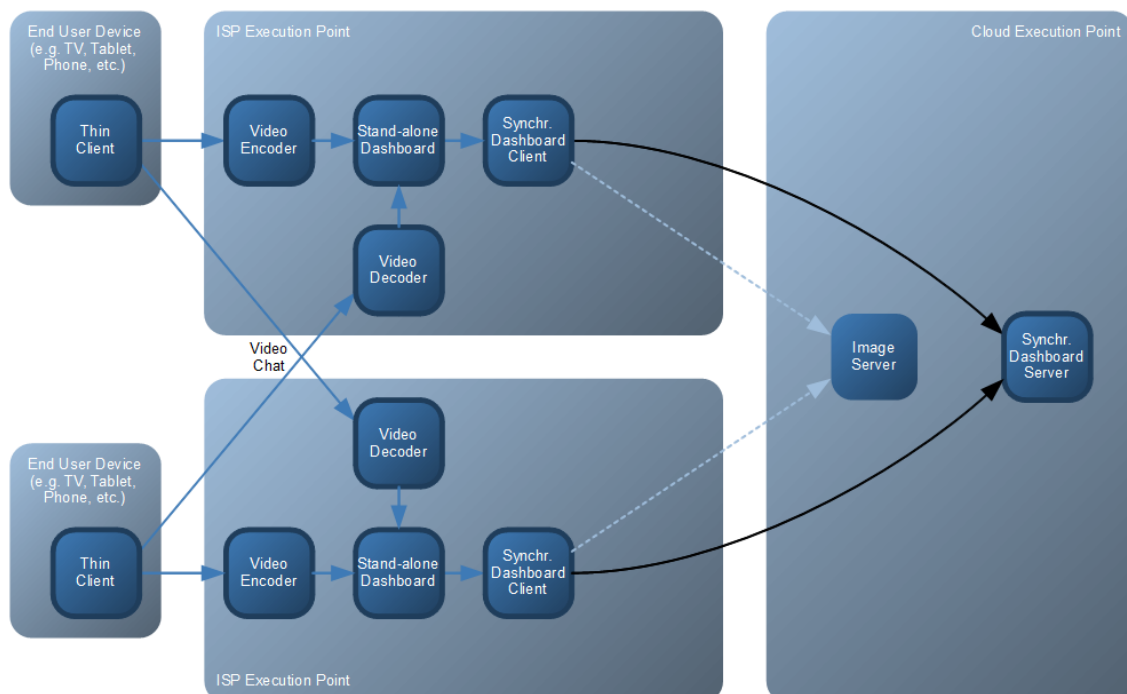 End User Device
(e.g. TV, Tablet,
Phone, etc.)
Thin
Client
ISP Execution Point
Video
Encoder
Stand-alone
Dashboard
Synchr.
Dashboard
Client
Video
Decoder
Cloud Execution Point
Image
Server
Synchr.
Dashboard
Server
Video
Chat
End User Device
(e.g. TV, Tablet,
Phone, etc.)
Thin
Client
Video
Decoder
Video
Encoder
Stand-alone
Dashboard
Synchr.
Dashboard
Client
ISP Execution Point